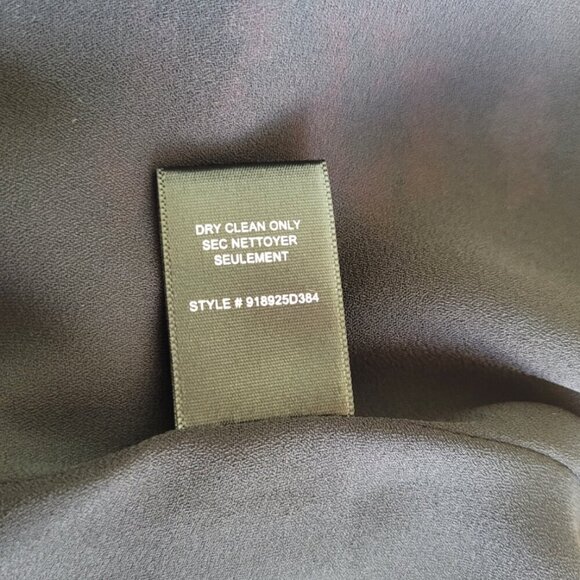 DRY CLEAN ONLY
SEC NETTOYER
SEULEMENT
STYLE # 918925D384